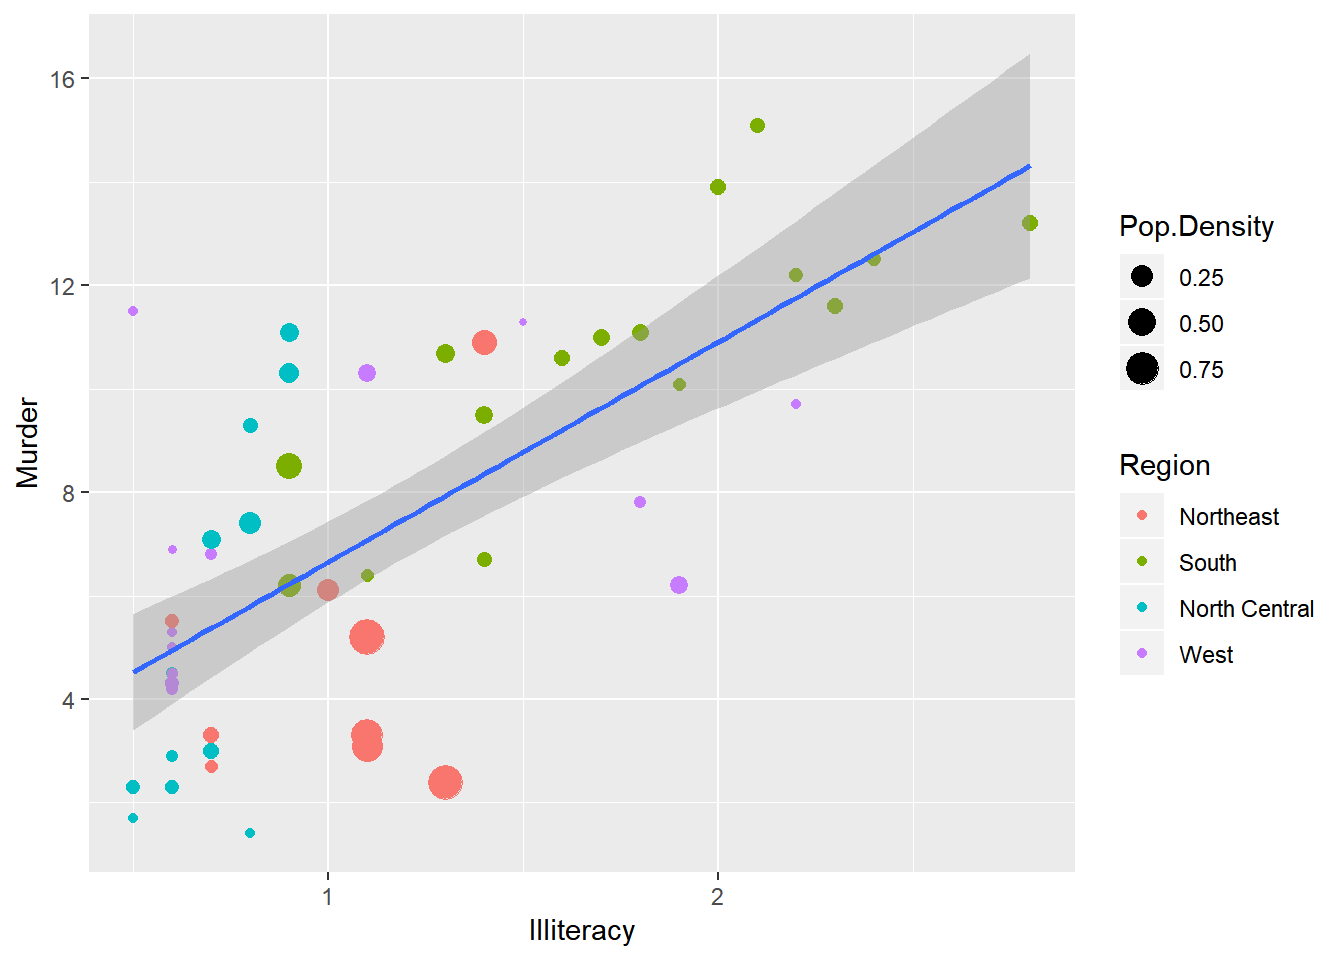 16
12
8
4
Murder
1
2
Illiteracy
Pop.Density
0.25
0.50
0.75
Region
Northeast
South
North Central
West